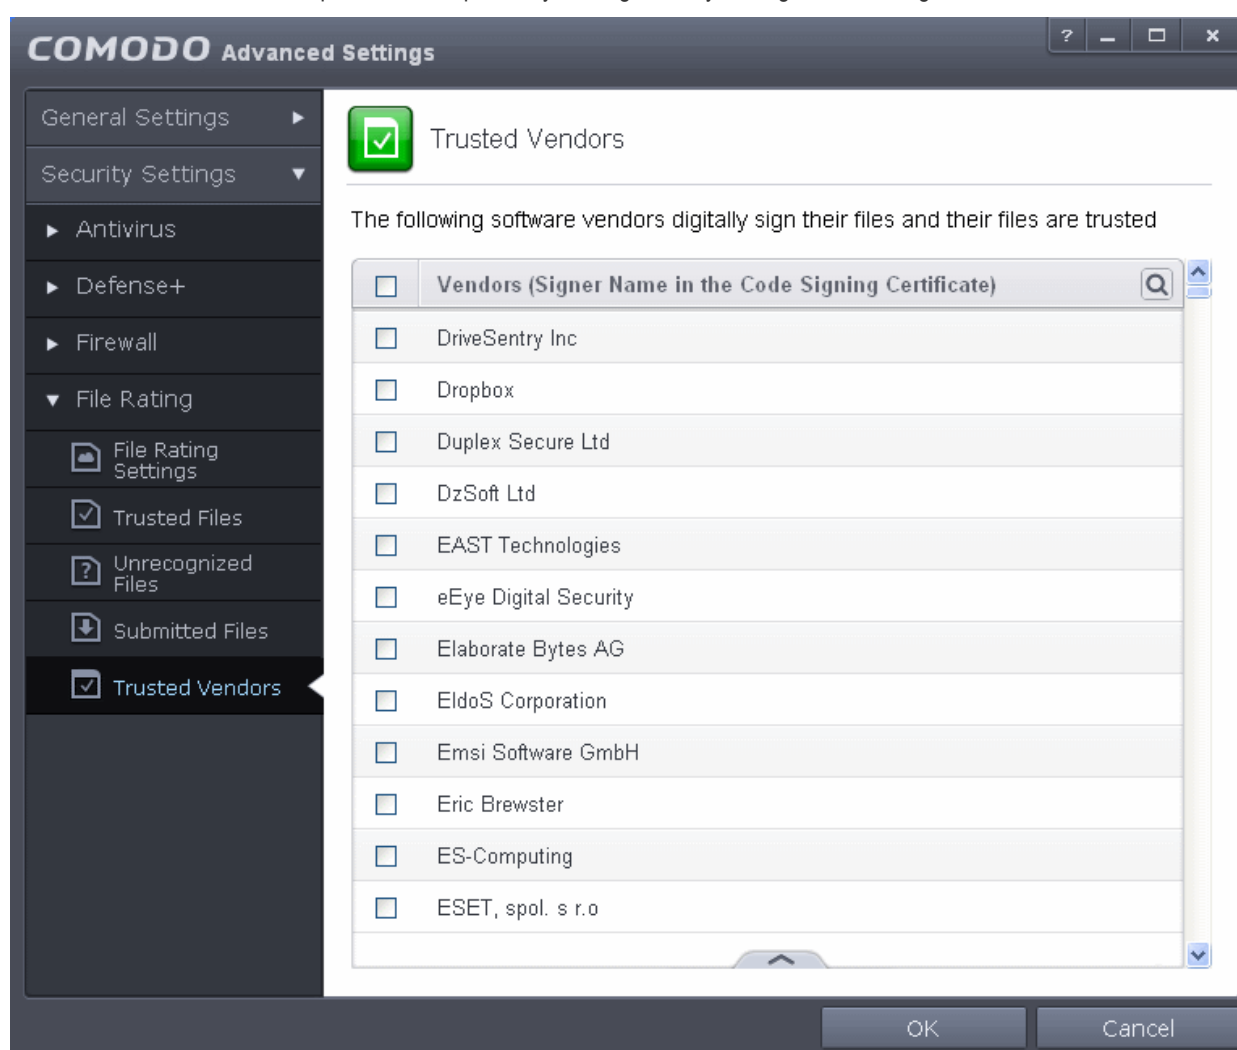 COMODO Advanced Settings
?
General Settings
Security Settings
Antivirus
Defense+
Firewall
File Rating
File Rating
Settings
Trusted Files
?
Unrecognized
Files
Submitted Files
Trusted Vendors
Trusted Vendors
The following software vendors digitally sign their files and their files are trusted
Vendors (Signer Name in the Code Signing Certificate)
DriveSentry Inc
Dropbox
Duplex Secure Ltd
DzSoft Ltd
EAST Technologies
eEye Digital Security
Elaborate Bytes AG
EldoS Corporation
Emsi Software GmbH
Eric Brewster
ES-Computing
ESET, spol. s r.o
OK
Cancel